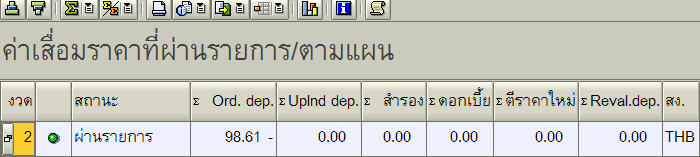 ค่าเสื่อมราคาที่ผ่านรายการ/ตามแผน
งวด สถานะ Σ Ord. dep. Σ Uplnd dep. Σ สำรอง Σ ดอกเบี้ย Σ ตีราคาใหม่ Σ Reval.dep. สง.
2 ผ่านรายการ 98.61 - 0.00 0.00 0.00 0.00 0.00 THB